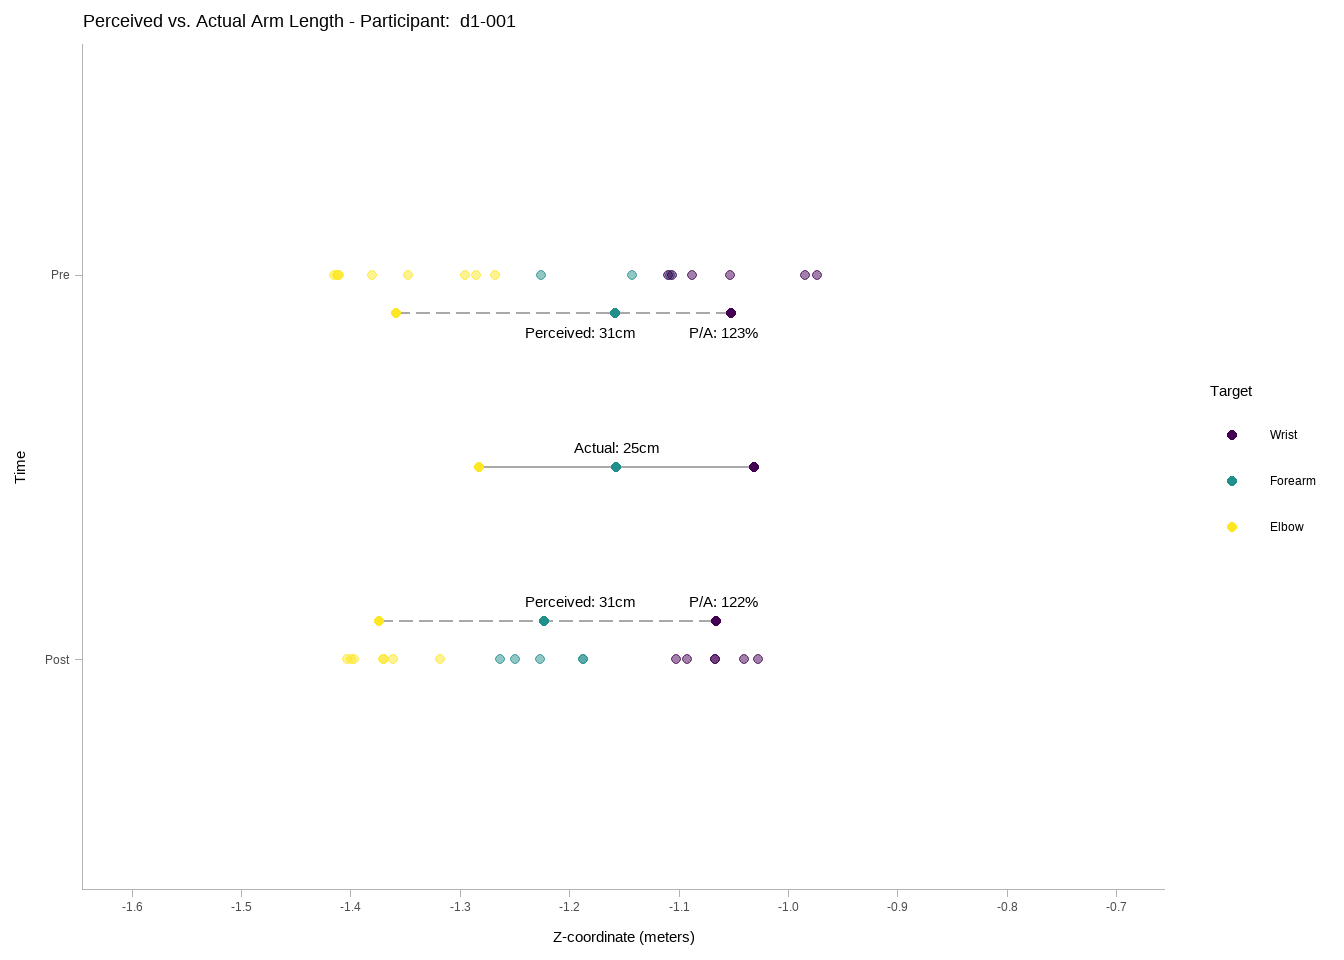 Perceived vs. Actual Arm Length - Participant:  d1-001
Pre
Perceived: 31cm
P/A: 123%
Target
Actual: 25cm
Wrist
Time
Forearm
Elbow
Perceived: 31cm
P/A: 122%
Post
-1.6
-1.5
-1.4
-1.3
-1.2
-1.1
-1.0
-0.9
-0.8
-0.7
Z-coordinate (meters)